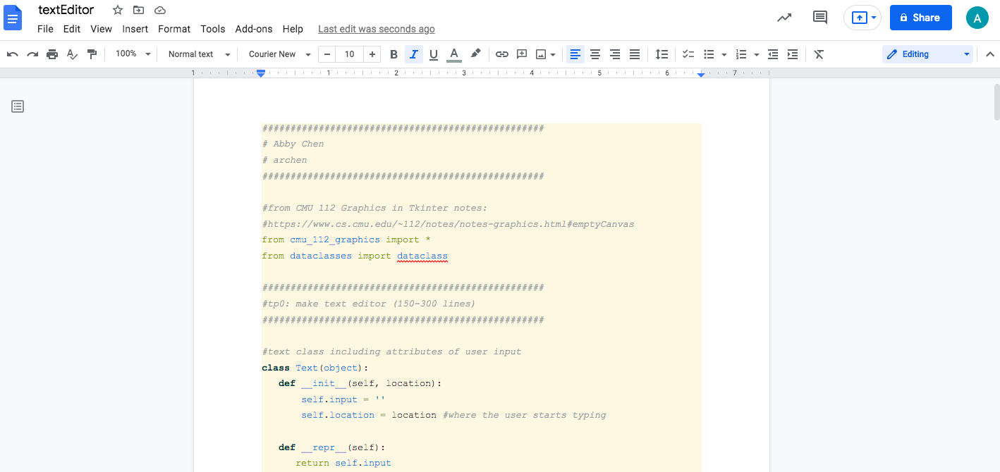 textEditor
File Edit View Insert Format Tools Add-ons Help Last edit was seconds ago
Share
A
100% Normal text Courier New − 10 + B I U A Editing
1 1 2 3 4 5 6 7
##################################################
# Abby Chen
# archen
##################################################
#from CMU 112 Graphics in Tkinter notes:
#https://www.cs.cmu.edu/~112/notes/notes-graphics.html#emptyCanvas
from cmu_112_graphics import *
from dataclasses import dataclass
##################################################
#tp0: make text editor (150-300 lines)
##################################################
#text class including attributes of user input
class Text(object):
def __init__(self, location):
self.input = ''
self.location = location #where the user starts typing
def __repr__(self):
return self.input